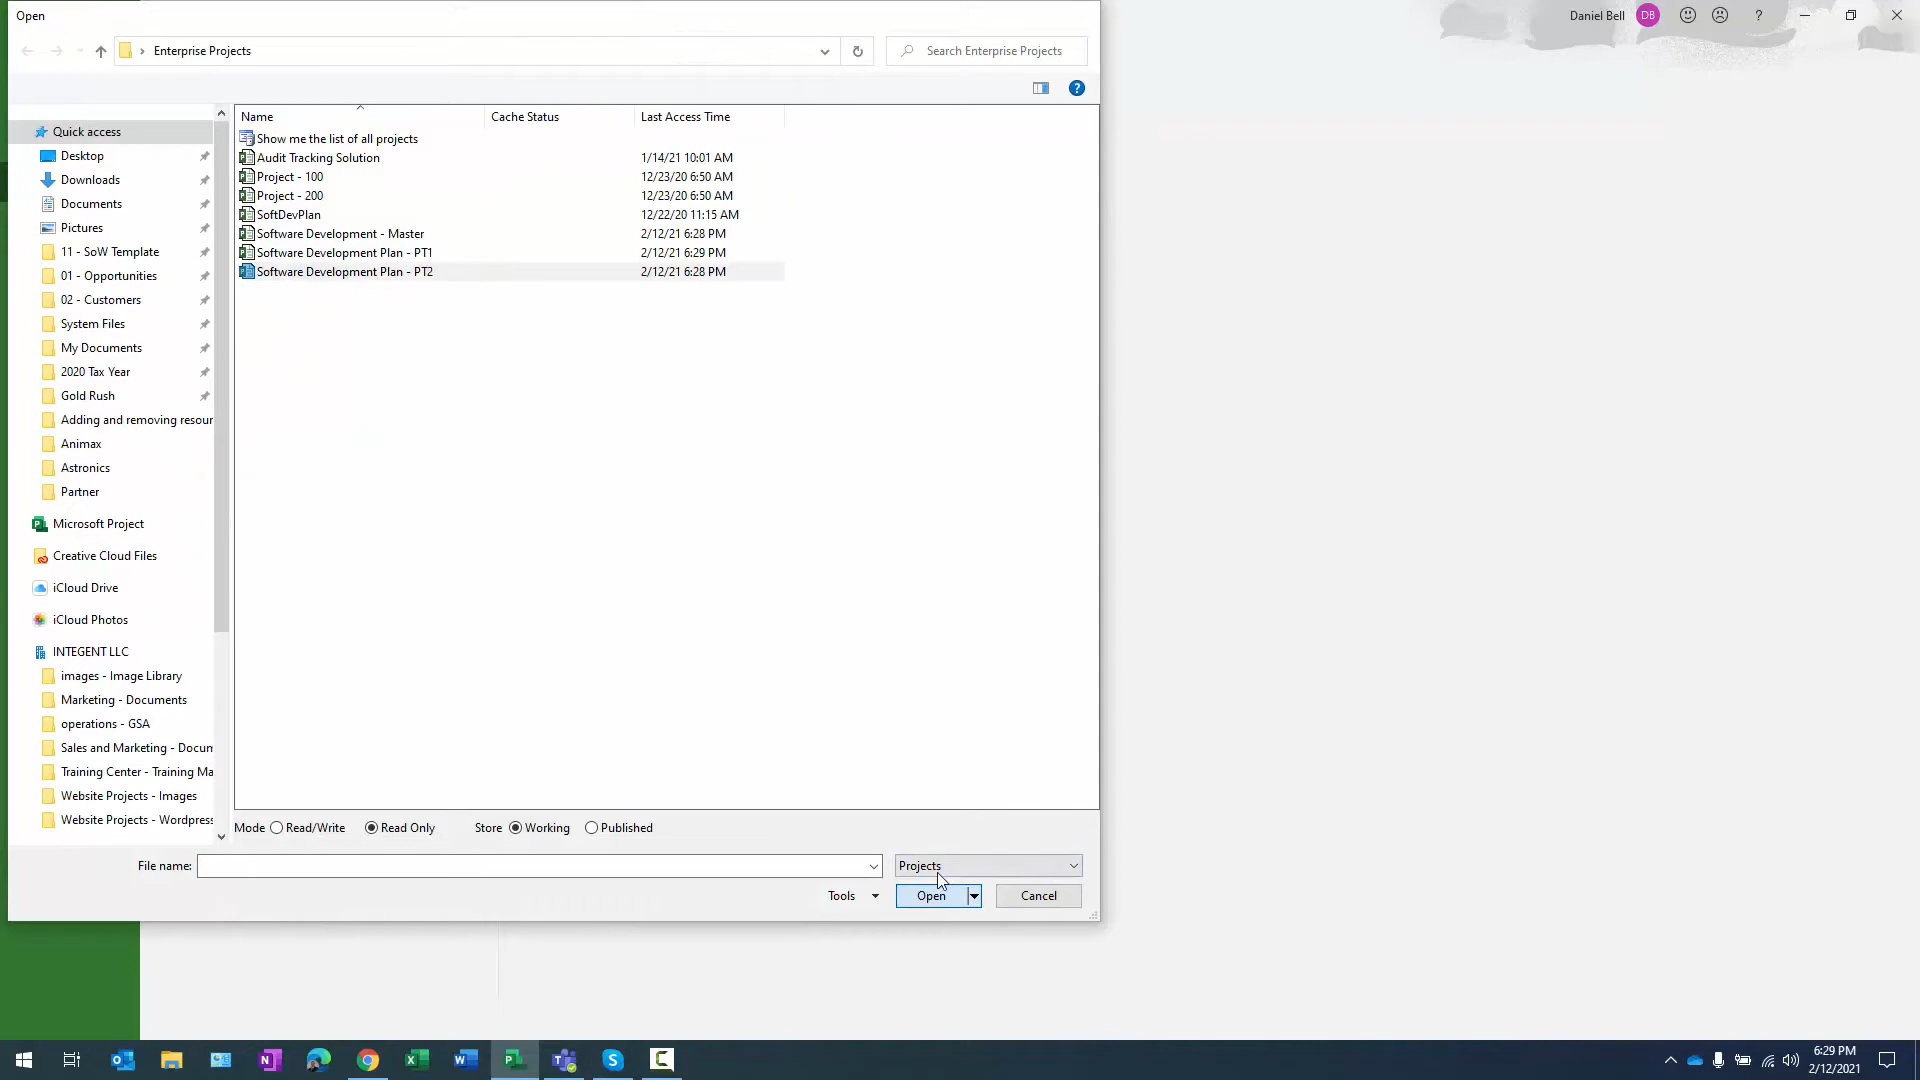 Open
Daniel Bell DB ?
Enterprise Projects
Search Enterprise Projects
?
Name Cache Status Last Access Time
Quick access
Desktop
Downloads
Documents
Pictures
11 - SoW Template
01 - Opportunities
02 - Customers
System Files
My Documents
2020 Tax Year
Gold Rush
Adding and removing resour
Animax
Astronics
Partner
Microsoft Project
Creative Cloud Files
iCloud Drive
iCloud Photos
INTEGENT LLC
images - Image Library
Marketing - Documents
operations - GSA
Sales and Marketing - Docum
Training Center - Training Ma
Website Projects - Images
Website Projects - Wordpress
Show me the list of all projects
Audit Tracking Solution 1/14/21 10:01 AM
Project - 100 12/23/20 6:50 AM
Project - 200 12/23/20 6:50 AM
SoftDevPlan 12/22/20 11:15 AM
Software Development - Master 2/12/21 6:28 PM
Software Development Plan - PT1 2/12/21 6:29 PM
Software Development Plan - PT2 2/12/21 6:28 PM
Mode Read/Write Read Only Store Working Published
File name: Projects
Tools Open Cancel
6:29 PM
2/12/2021